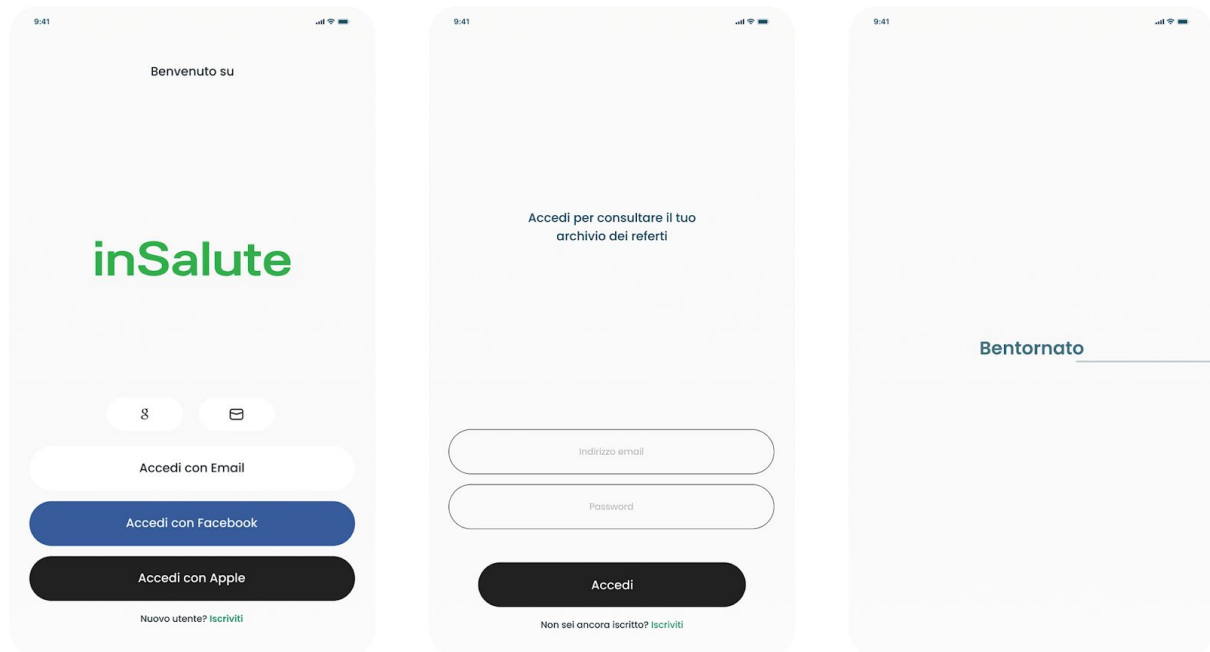 9:41
Benvenuto su
inSalute
g
Accedi con Email
Accedi con Facebook
Accedi con Apple
Nuovo utente? Iscriviti
9:41
Accedi per consultare il tuo
archivio dei referti
Indirizzo email
Password
Accedi
Non sei ancora iscritto? Iscriviti
9:41
Bentornato